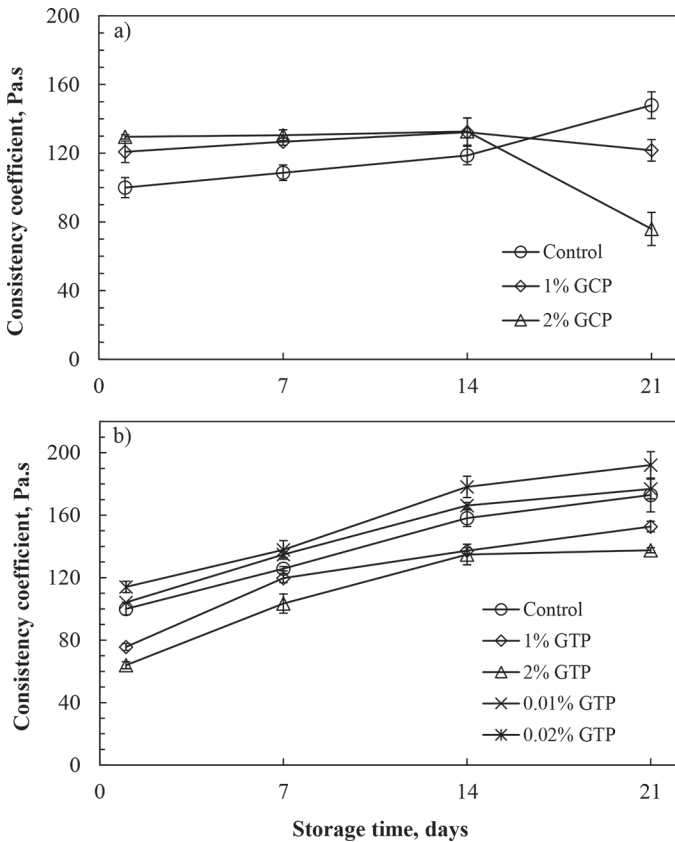 a)
Consistency coefficient, Pa.s
200
160
120
80
40
0
0 7 14 21
Control
1% GCP
2% GCP
b)
Consistency coefficient, Pa.s
200
160
120
80
40
0
0 7 14 21
Control
1% GTP
2% GTP
0.01% GTP
0.02% GTP
Storage time, days